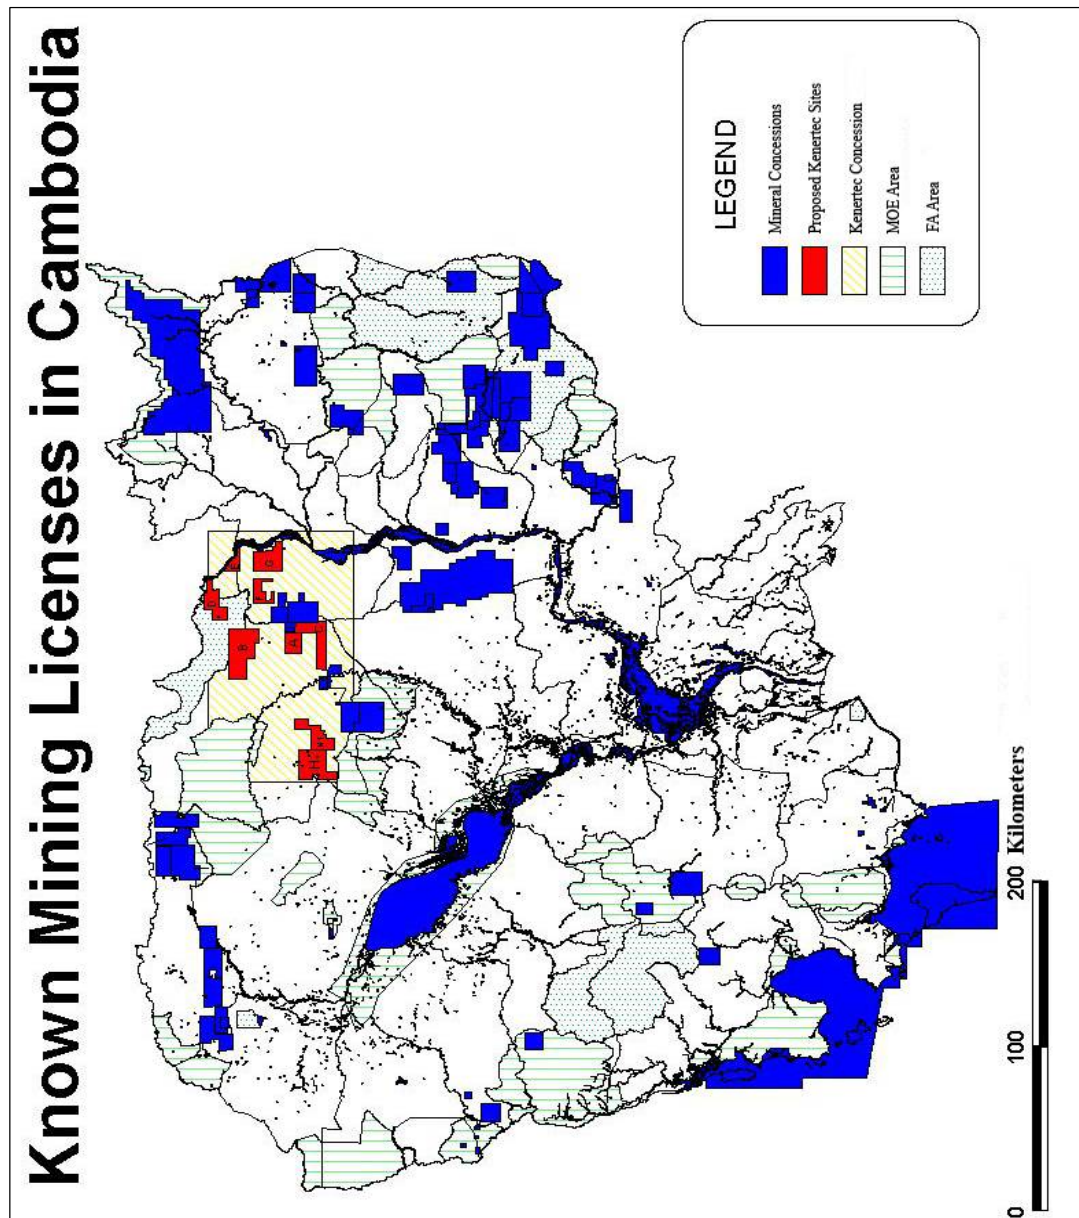 Known Mining Licenses in Cambodia
LEGEND
Mineral Concessions
Proposed Kenertec Sites
Kenertec Concession
MOE Area
FA Area
B
A
G
H
0 100 200 Kilometers